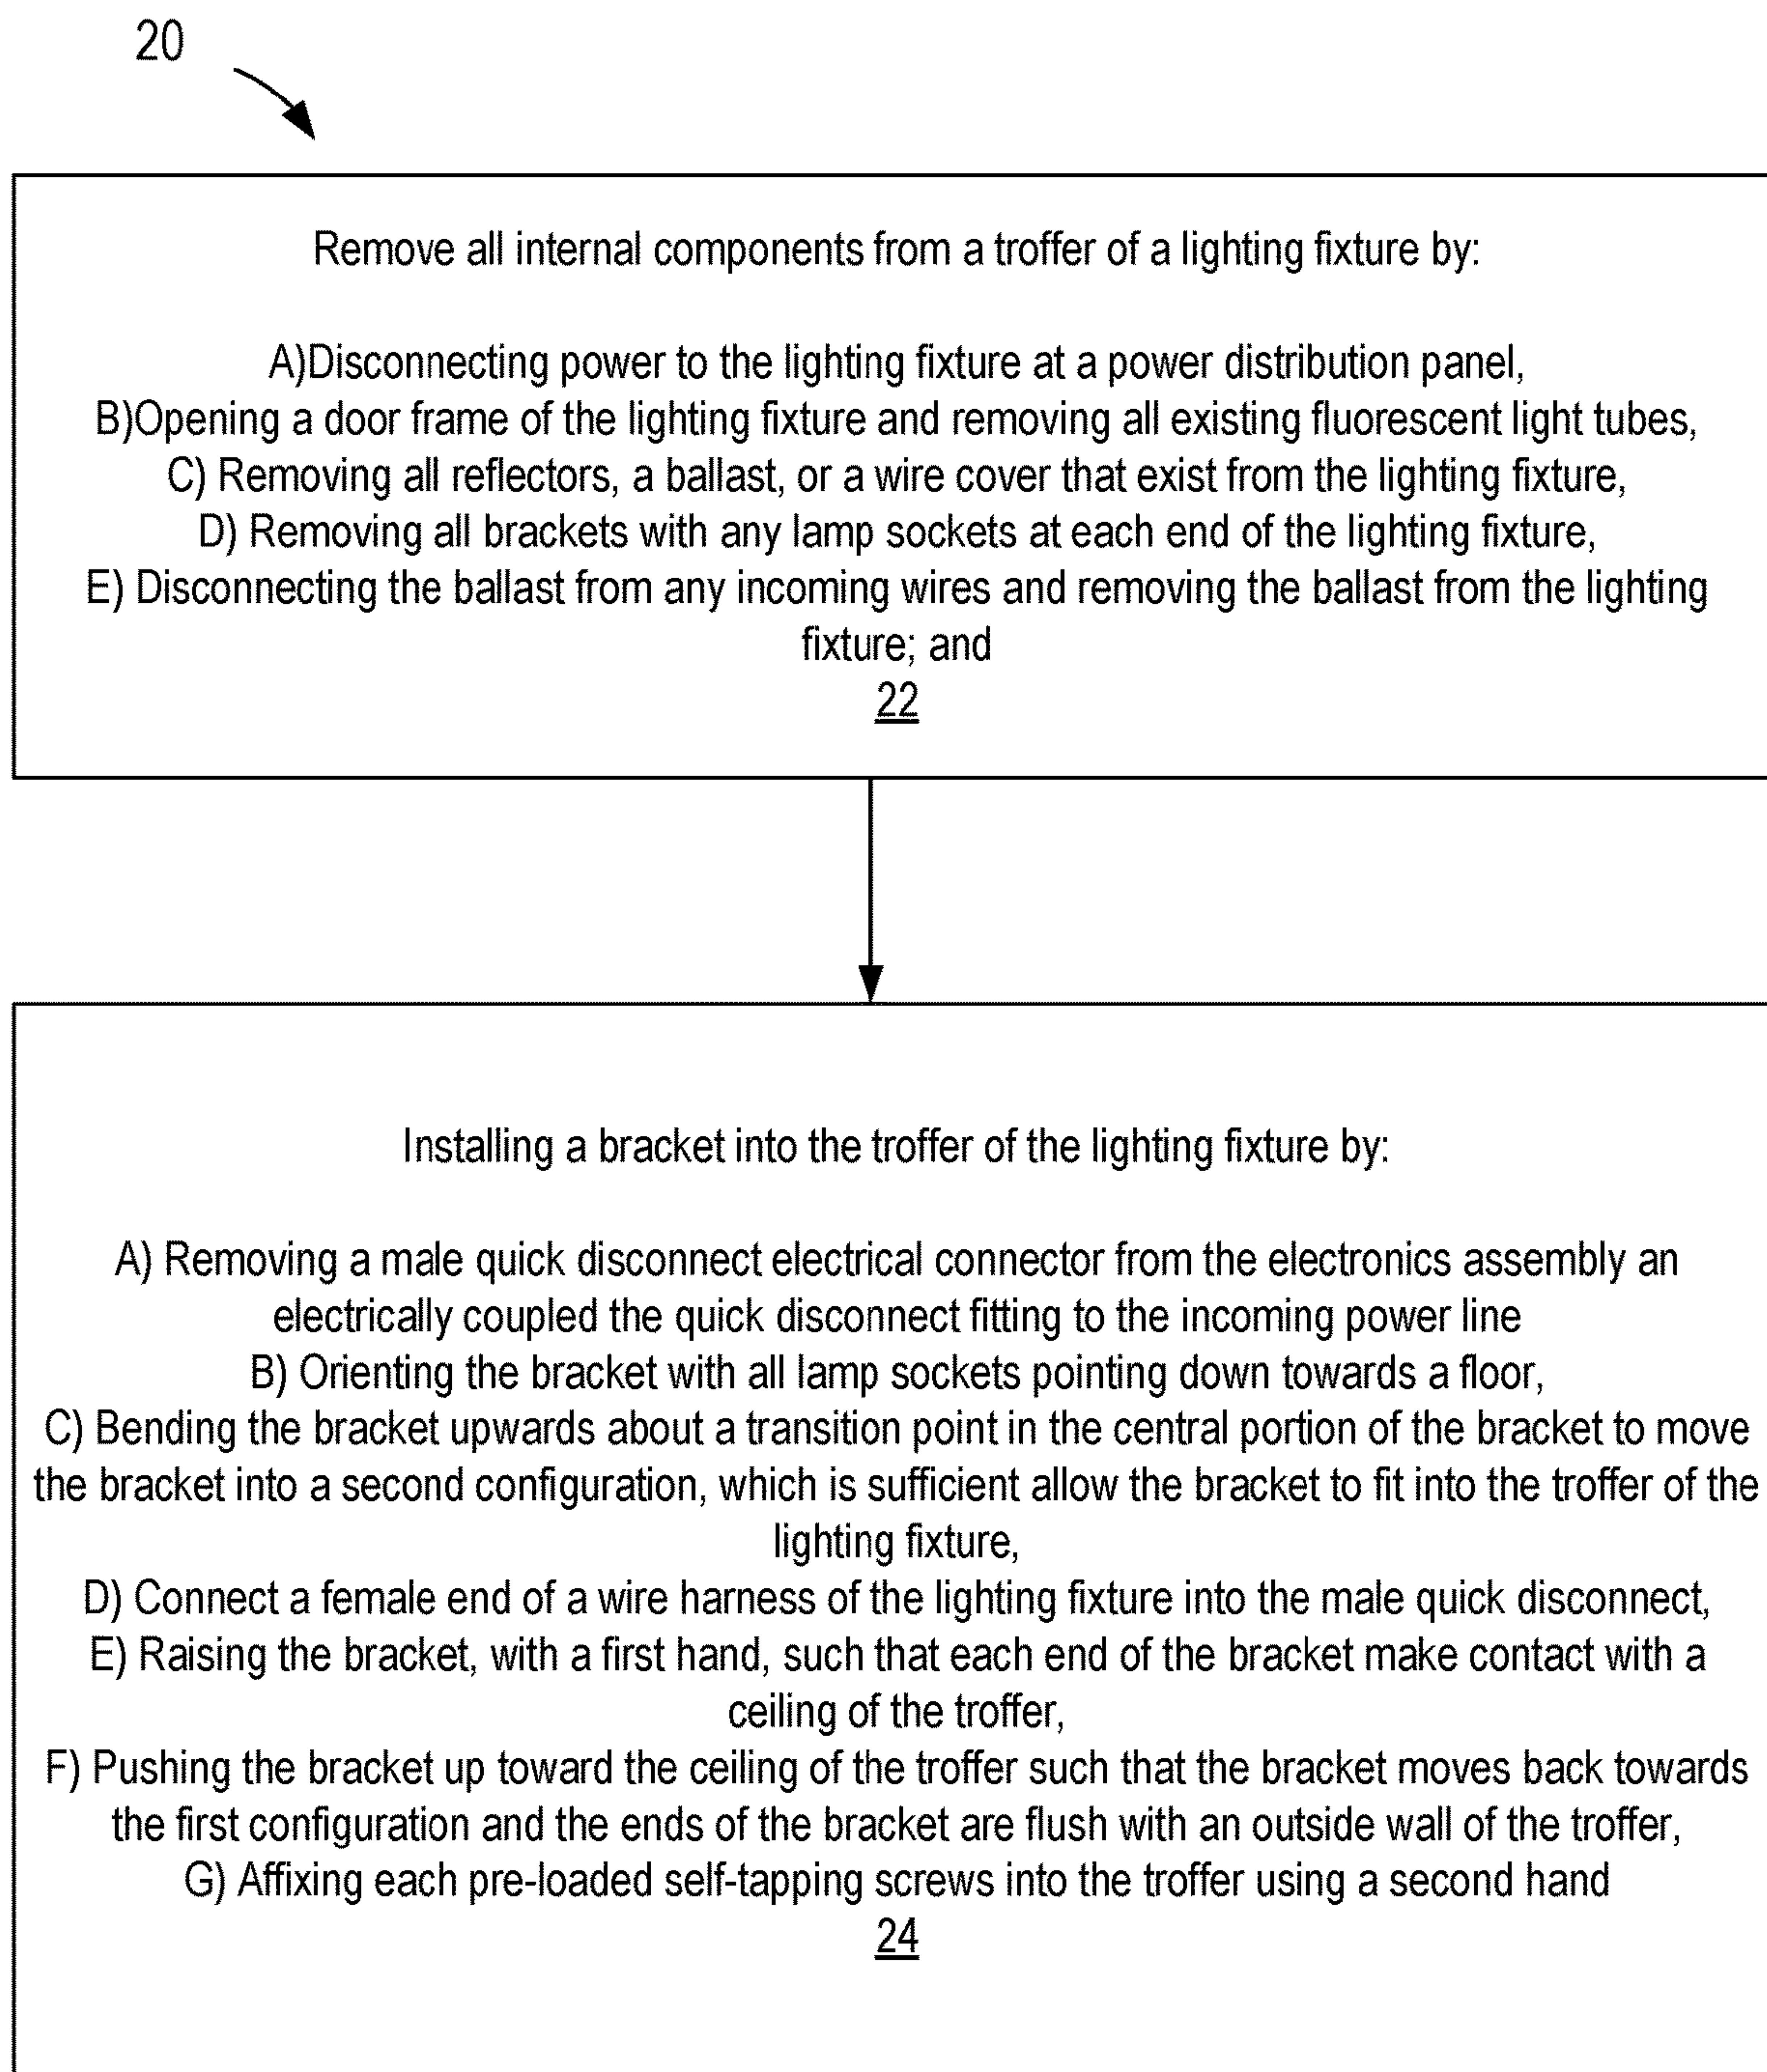 20
Remove all internal components from a troffer of a lighting fixture by:
A)Disconnecting power to the lighting fixture at a power distribution panel,
B)Opening a door frame of the lighting fixture and removing all existing fluorescent light tubes,
C) Removing all reflectors, a ballast, or a wire cover that exist from the lighting fixture,
D) Removing all brackets with any lamp sockets at each end of the lighting fixture,
E) Disconnecting the ballast from any incoming wires and removing the ballast from the lighting
fixture; and
22
Installing a bracket into the troffer of the lighting fixture by:
A) Removing a male quick disconnect electrical connector from the electronics assembly an
electrically coupled the quick disconnect fitting to the incoming power line
B) Orienting the bracket with all lamp sockets pointing down towards a floor,
C) Bending the bracket upwards about a transition point in the central portion of the bracket to move
the bracket into a second configuration, which is sufficient allow the bracket to fit into the troffer of the
lighting fixture,
D) Connect a female end of a wire harness of the lighting fixture into the male quick disconnect,
E) Raising the bracket, with a first hand, such that each end of the bracket make contact with a
ceiling of the troffer,
F) Pushing the bracket up toward the ceiling of the troffer such that the bracket moves back towards
the first configuration and the ends of the bracket are flush with an outside wall of the troffer,
G) Affixing each pre-loaded self-tapping screws into the troffer using a second hand
24